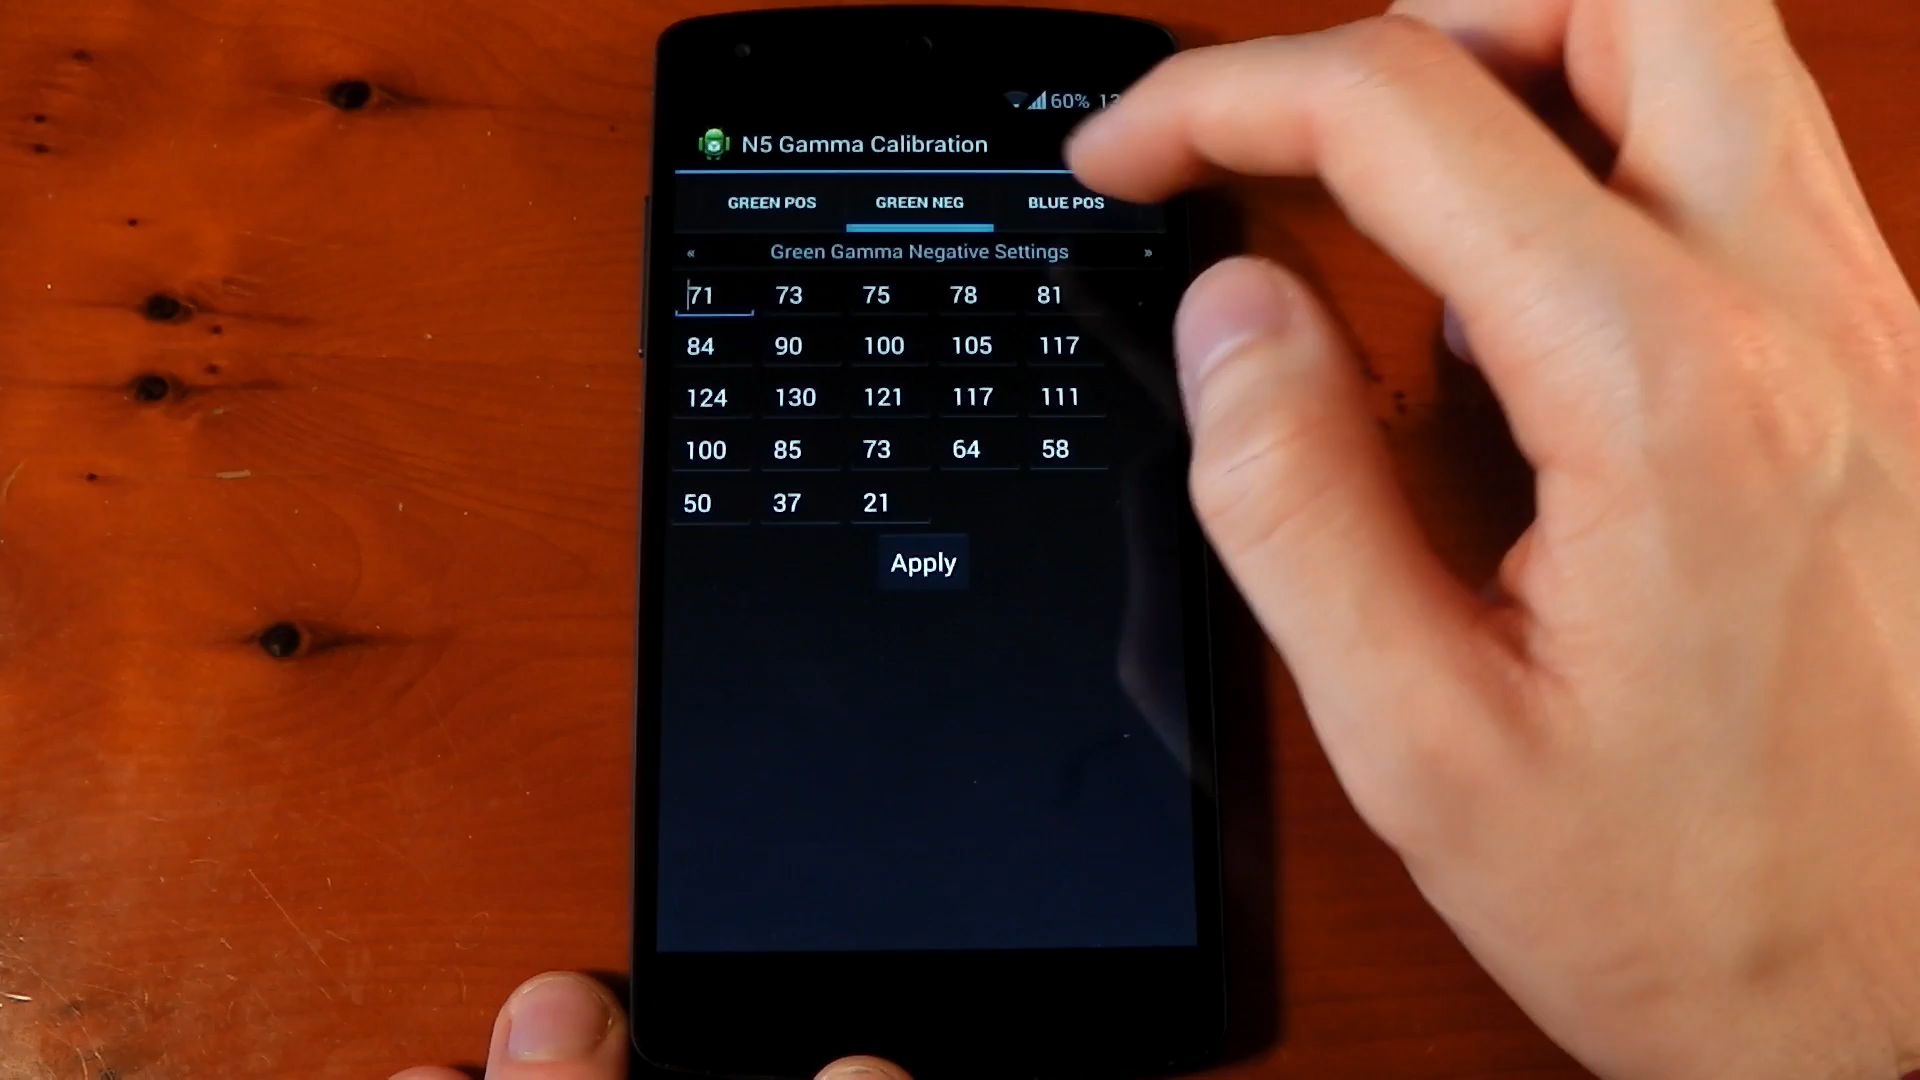 60%
N5 Gamma Calibration
GREEN POS GREEN NEG BLUE POS
« Green Gamma Negative Settings »
71 73 75 78 81
84 90 100 105 117
124 130 121 117 111
100 85 73 64 58
50 37 21
Apply